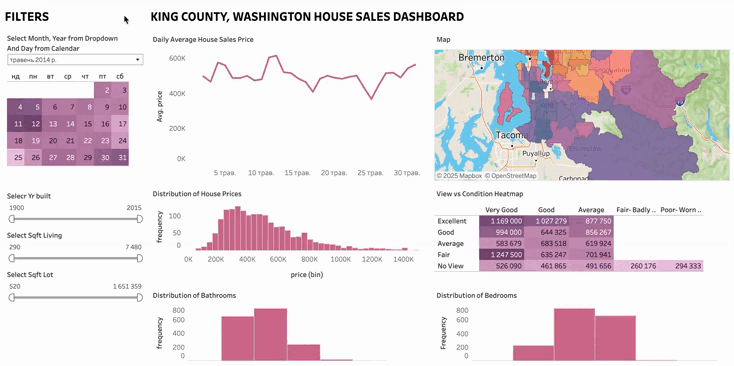 FILTERS
KING COUNTY, WASHINGTON HOUSE SALES DASHBOARD
Select Month, Year from Dropdown
And Day from Calendar
травень 2014 р.
нд пн вт ср чт пт сб
2 3
4 5 6 7 8 9 10
11 12 13 14 15 16 17
18 19 20 21 22 23 24
25 26 27 28 29 30 31
Selecr Yr built
1900 2015
Select Sqft Living
290 7 480
Select Sqft Lot
520 1 651 359
Daily Average House Sales Price
Avg. price
600K
400K
200K
0K
5 трав. 10 трав. 15 трав. 20 трав. 25 трав. 30 трав.
Distribution of House Prices
frequency
100
50
0
0K 200K 400K 600K 800K 1000K 1200K 1400K
price (bin)
Distribution of Bathrooms
frequency
800
600
400
200
0
Map
Bremerton
Tacoma
Puyallup
Carbonad
© 2025 Mapbox © OpenStreetMap
View vs Condition Heatmap
Very Good Good Average Fair- Badly .. Poor- Worn ..
Excellent 1 169 000 1 027 279 877 750
Good 994 000 644 325 856 267
Average 583 679 683 518 619 924
Fair 1 247 500 635 247 701 941
No View 526 090 461 865 491 656 260 176 294 333
Distribution of Bedrooms
frequency
800
600
400
200
0